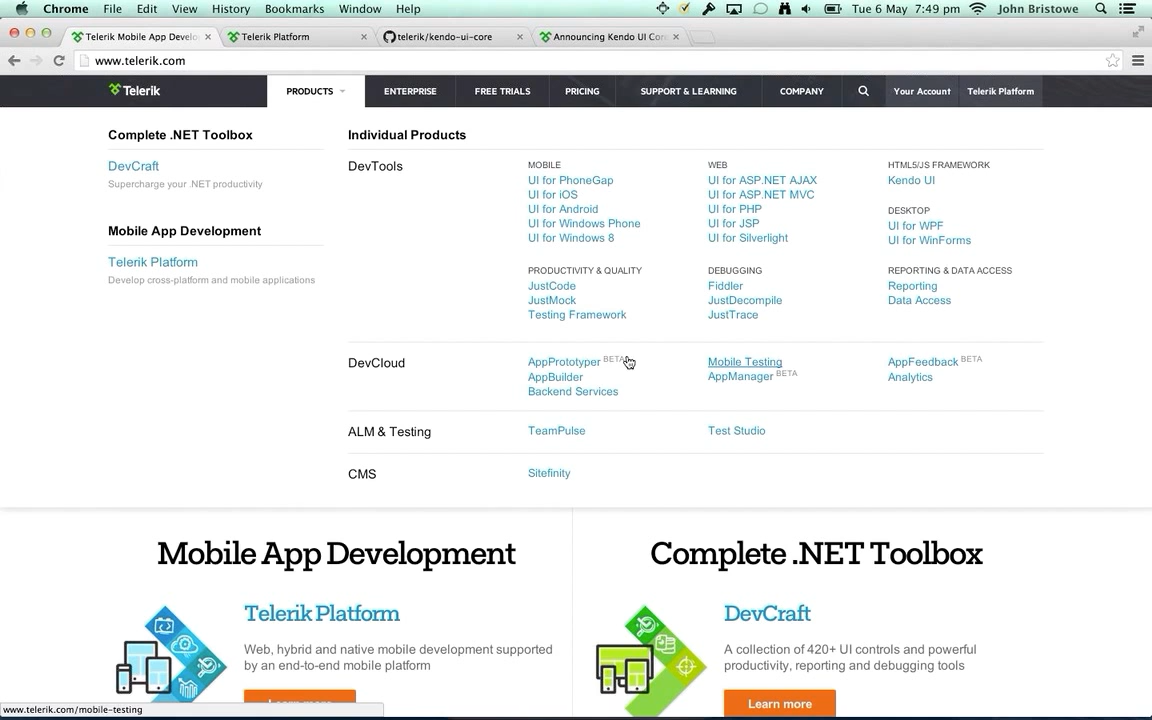 Chrome File Edit View History Bookmarks Window Help Tue 6 May 7:49 pm John Bristowe
Telerik Mobile App Develo Telerik Platform telerik/kendo-ui-core Announcing Kendo UI Cor
www.telerik.com
Telerik PRODUCTS ENTERPRISE FREE TRIALS PRICING SUPPORT & LEARNING COMPANY Your Account Telerik Platform
Complete .NET Toolbox
DevCraft
Supercharge your .NET productivity
Mobile App Development
Telerik Platform
Develop cross-platform and mobile applications
Individual Products
DevTools
MOBILE
UI for PhoneGap
UI for iOS
UI for Android
UI for Windows Phone
UI for Windows 8
WEB
UI for ASP.NET AJAX
UI for ASP.NET MVC
UI for PHP
UI for JSP
UI for Silverlight
HTML5/JS FRAMEWORK
Kendo UI
DESKTOP
UI for WPF
UI for WinForms
PRODUCTIVITY & QUALITY
JustCode
JustMock
Testing Framework
DEBUGGING
Fiddler
JustDecompile
JustTrace
REPORTING & DATA ACCESS
Reporting
Data Access
DevCloud
AppPrototyper BETA
AppBuilder
Backend Services
Mobile Testing
AppManager BETA
AppFeedback BETA
Analytics
ALM & Testing
TeamPulse
Test Studio
CMS
Sitefinity
Mobile App Development
Telerik Platform
Web, hybrid and native mobile development supported
by an end-to-end mobile platform
Learn more
Complete .NET Toolbox
DevCraft
A collection of 420+ UI controls and powerful
productivity, reporting and debugging tools
Learn more
www.telerik.com/mobile-testing